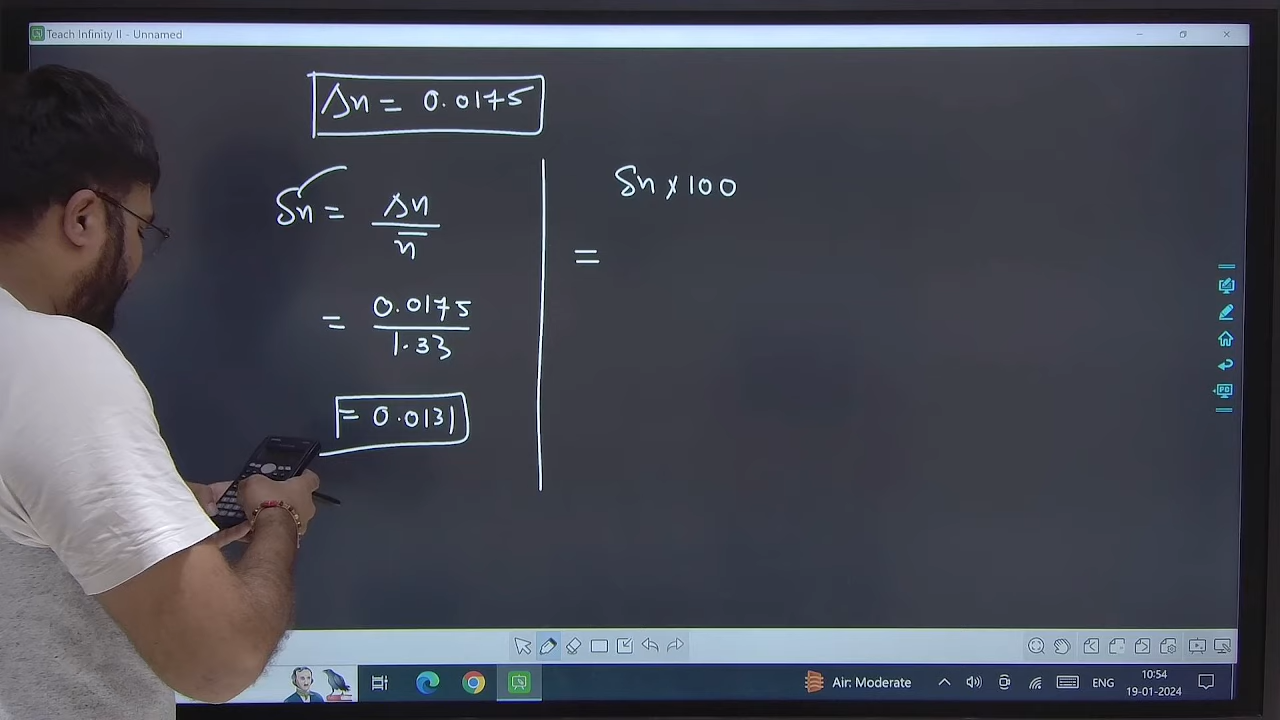 Teach Infinity II - Unnamed
Δn = 0.0175
δn = Δn / n̅
= 0.0175 / 1.33
= 0.0131
δn × 100
=
Air: Moderate
ENG
10:54
19-01-2024